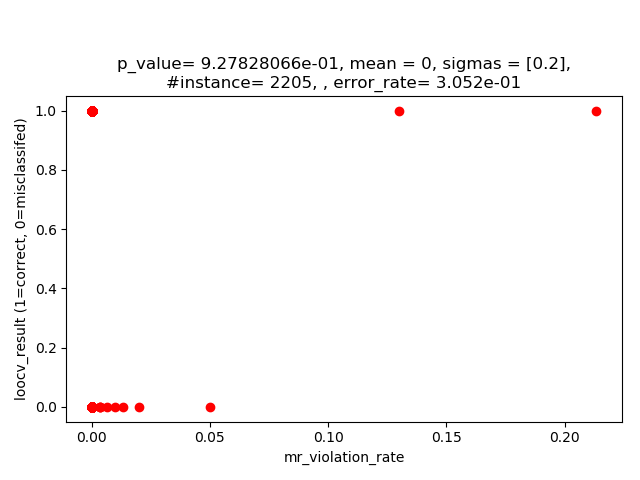 p_value= 9.27828066e-01, mean = 0, sigmas = [0.2],
#instance= 2205, , error_rate= 3.052e-01
loocv_result (1=correct, 0=misclassifed)
1.0
0.8
0.6
0.4
0.2
0.0
0.00 0.05 0.10 0.15 0.20
mr_violation_rate